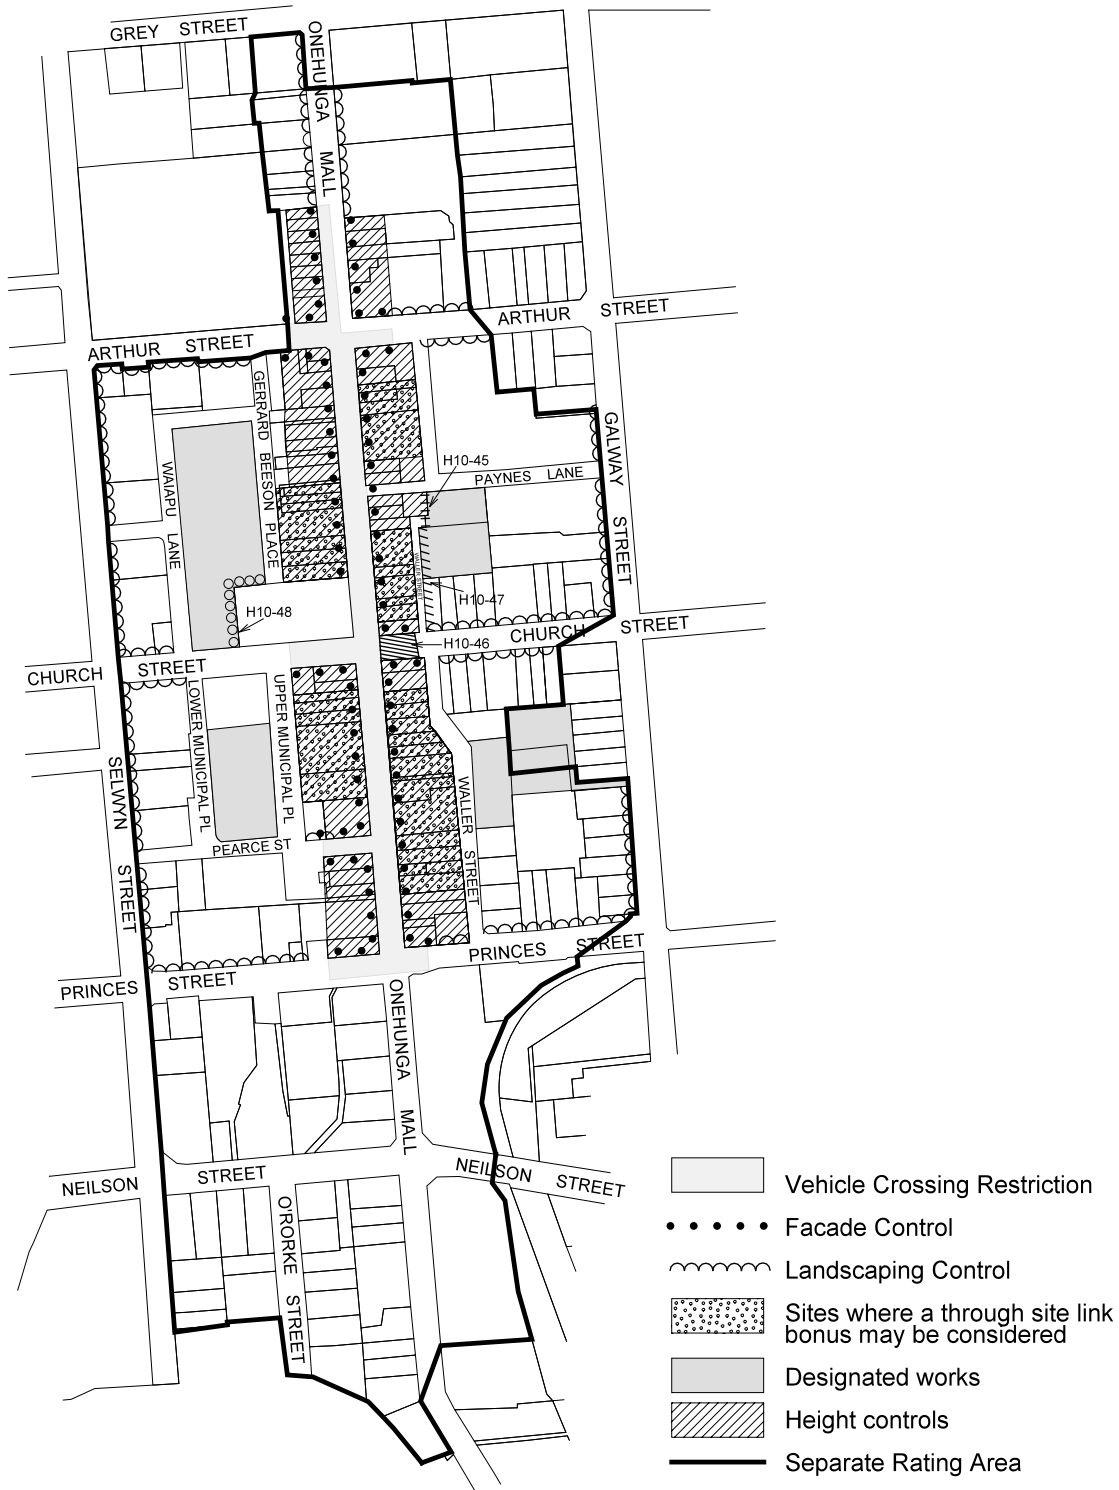 GREY STREET
ONEHUNGA MALL
ARTHUR STREET
ARTHUR STREET
GERRARD BEESON PLACE
WAIAPU LANE
GALWAY STREET
H10-45
PAYNES LANE
WALLER STREET
H10-47
H10-48
CHURCH STREET
H10-46
CHURCH STREET
LOWER MUNICIPAL PL
UPPER MUNICIPAL PL
SELWYN STREET
WALLER STREET
PEARCE ST
PRINCES STREET
PRINCES STREET
ONEHUNGA MALL
NEILSON STREET
NEILSON STREET
O'RORKE STREET
Vehicle Crossing Restriction
Facade Control
Landscaping Control
Sites where a through site link
bonus may be considered
Designated works
Height controls
Separate Rating Area